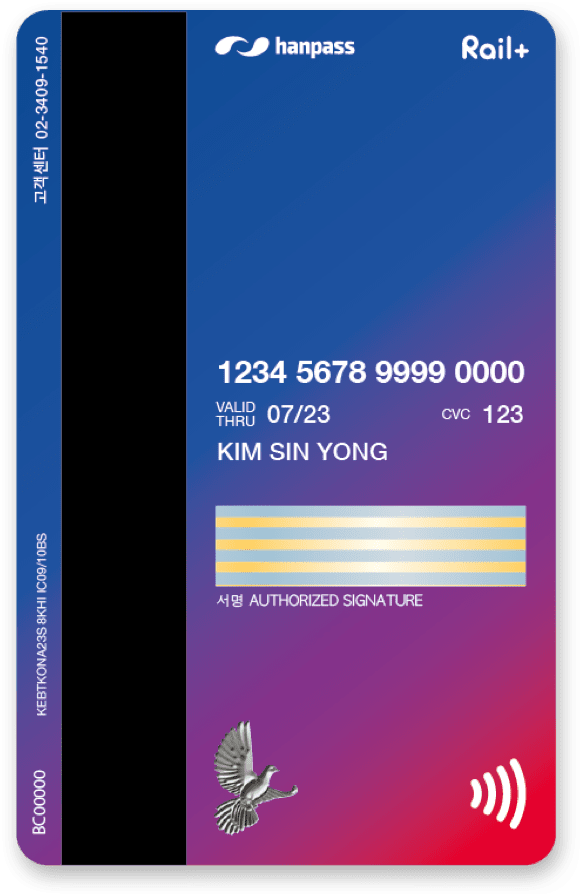 고객센터 02-3409-1540
hanpass
Rail+
1234 5678 9999 0000
VALID THRU 07/23
CVC 123
KIM SIN YONG
서명 AUTHORIZED SIGNATURE
KEBTKONA23S 8KHI IC09/10BS
BC00000